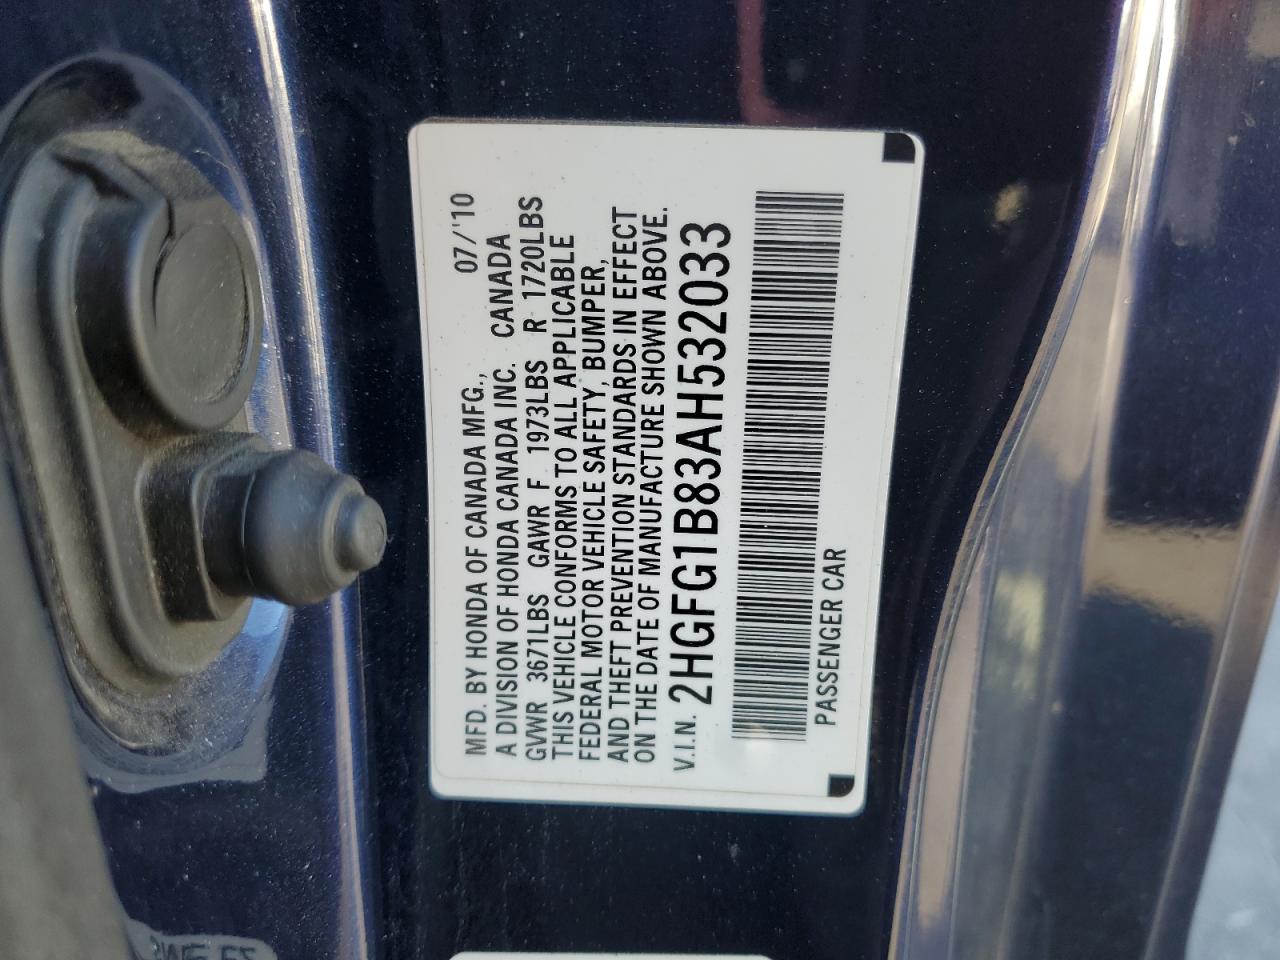 MFD. BY HONDA OF CANADA MFG., 07/'10
A DIVISION OF HONDA CANADA INC. CANADA
GVWR 3671LBS GAWR F 1973LBS R 1720LBS
THIS VEHICLE CONFORMS TO ALL APPLICABLE
FEDERAL MOTOR VEHICLE SAFETY, BUMPER,
AND THEFT PREVENTION STANDARDS IN EFFECT
ON THE DATE OF MANUFACTURE SHOWN ABOVE.
V.I.N. 2HGFG1B83AH532033
PASSENGER CAR